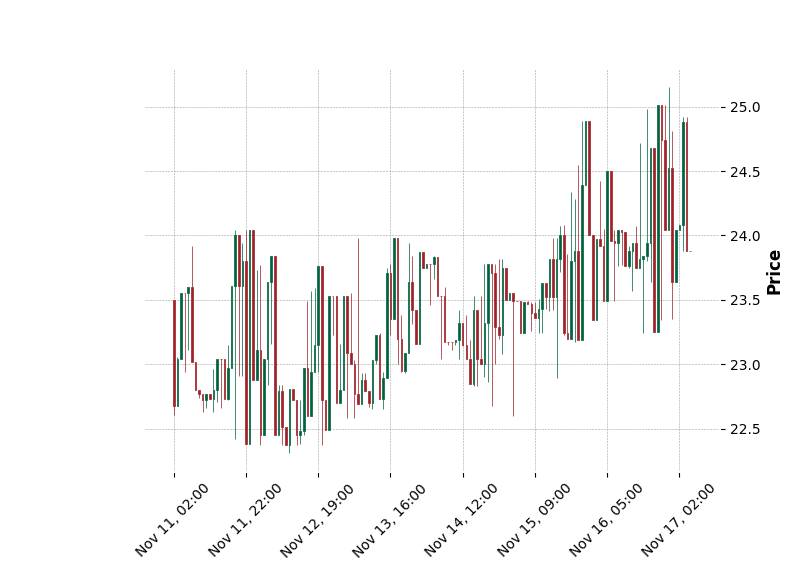 25.0
24.5
24.0
23.5
23.0
22.5
Price
Nov 11, 02:00
Nov 11, 22:00
Nov 12, 19:00
Nov 13, 16:00
Nov 14, 12:00
Nov 15, 09:00
Nov 16, 05:00
Nov 17, 02:00